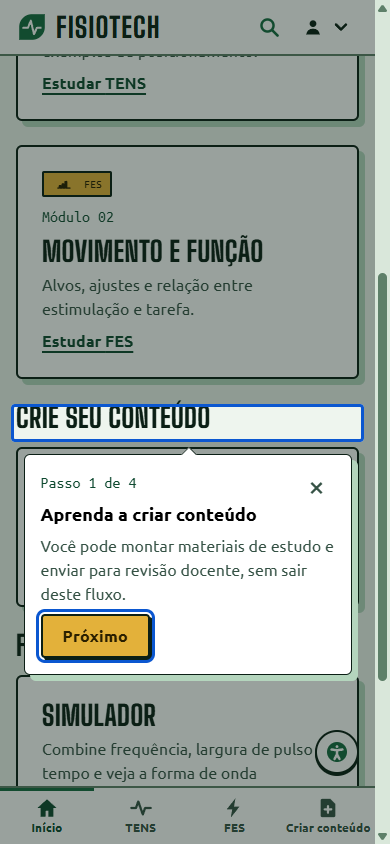 FISIOTECH
Estudar TENS
FES
Módulo 02
MOVIMENTO E FUNÇÃO
Alvos, ajustes e relação entre
estimulação e tarefa.
Estudar FES
CRIE SEU CONTEÚDO
Passo 1 de 4
Aprenda a criar conteúdo
Você pode montar materiais de estudo e
enviar para revisão docente, sem sair
deste fluxo.
Próximo
SIMULADOR
Combine frequência, largura de pulso
tempo e veja a forma de onda
Início
TENS
FES
Criar conteúdo